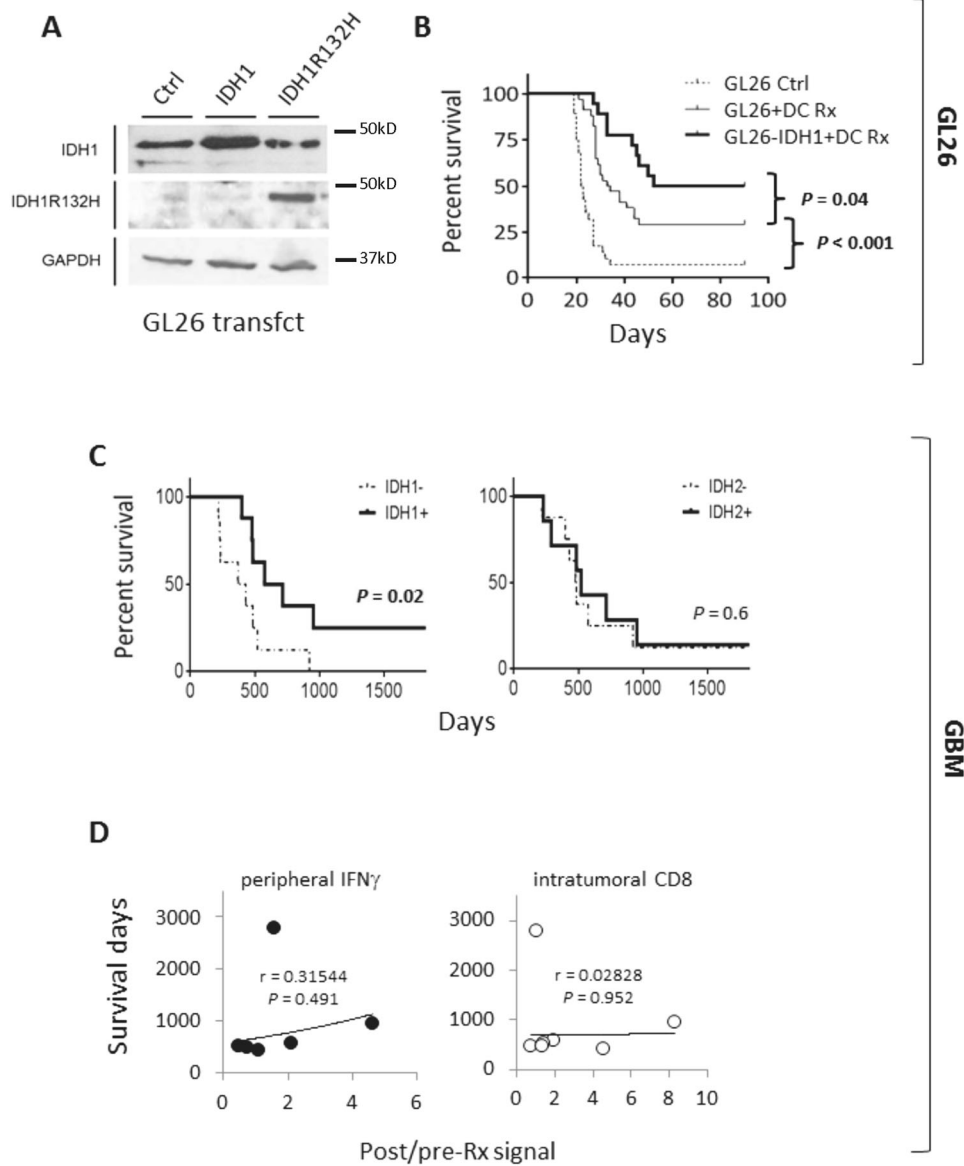 A
Ctrl
IDH1
IDH1R132H
IDH1
50kD
IDH1R132H
50kD
GAPDH
37kD
GL26 transfct
B
Percent survival
100
75
50
25
0
0 20 40 60 80 100
Days
GL26 Ctrl
GL26+DC Rx
GL26-IDH1+DC Rx
P = 0.04
P < 0.001
GL26
C
Percent survival
100
50
0
0 500 1000 1500
IDH1-
IDH1+
P = 0.02
100
50
0
0 500 1000 1500
IDH2-
IDH2+
P = 0.6
Days
GBM
D
peripheral IFNγ
Survival days
3000
2000
1000
0
0 2 4 6
r = 0.31544
P = 0.491
intratumoral CD8
3000
2000
1000
0
0 2 4 6 8 10
r = 0.02828
P = 0.952
Post/pre-Rx signal